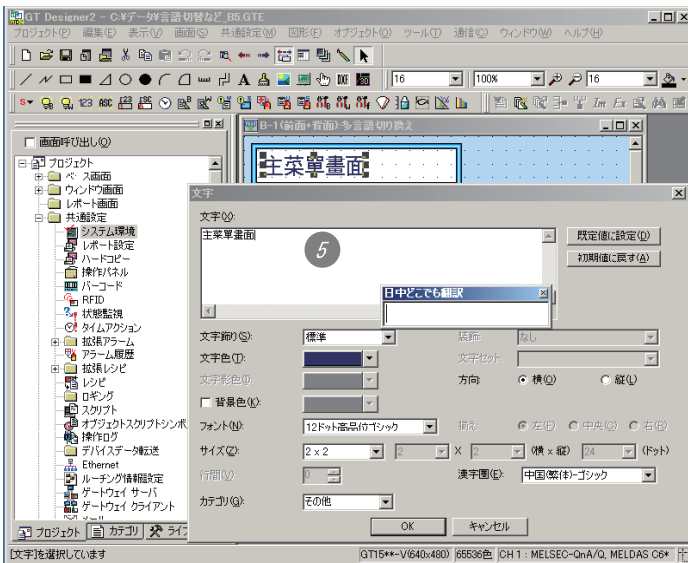 GT Designer2 - C:¥データ¥言語切替など_B5.GTE
プロジェクト(P) 編集(E) 表示(V) 画面(S) 共通設定(M) 図形(F) オブジェクト(O) ツール(T) 通信(C) ウィンドウ(W) ヘルプ(H)
16 100% 16
画面呼び出し(Q)
プロジェクト
ベース画面
ウィンドウ画面
レポート画面
共通設定
システム環境
レポート設定
ハードコピー
操作パネル
バーコード
RFID
状態監視
タイムアクション
拡張アラーム
アラーム履歴
拡張レシピ
レシピ
ロギング
スクリプト
オブジェクトスクリプトシンボ
操作ログ
デバイスデータ転送
Ethernet
ルーチング情報設定
ゲートウェイ サーバ
ゲートウェイ クライアント
メール
プロジェクト カテゴリ ライブ
B-1(前面+背面):多言語切り換え
主菜單畫面
文字
文字(X):
主菜單畫面
5
既定値に設定(D)
初期値に戻す(A)
日中どこでも翻訳
文字飾り(S): 標準 装飾: なし
文字色(T): 文字セット:
文字影色(I): 方向: 横(O) 縦(L)
背景色(K):
フォント(N): 12ドット高品位ゴシック 揃え: 左(F) 中央(C) 右(R)
サイズ(Z): 2 x 2 2 X 2 (横 x 縦) 24 (ドット)
行間(V): 0 漢字圏(E): 中国(繁体)-ゴシック
カテゴリ(G): その他
OK キャンセル
[文字]を選択しています GT15**-V(640x480) 65536色 CH 1 : MELSEC-QnA/Q, MELDAS C6*